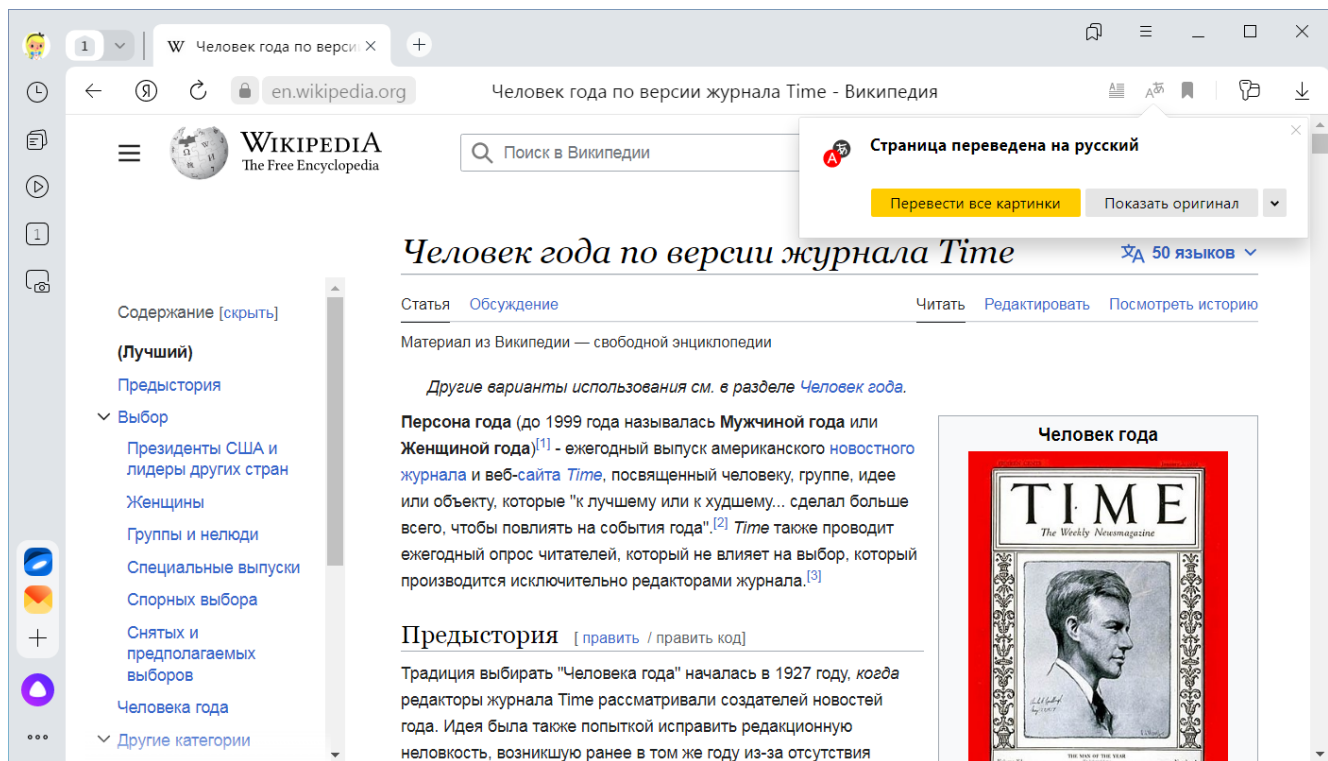 1
W Человек года по верси
Я
en.wikipedia.org
Человек года по версии журнала Time - Википедия
Страница переведена на русский
Перевести все картинки
Показать оригинал
WIKIPEDIA
The Free Encyclopedia
Поиск в Википедии
1
Человек года по версии журнала Time
50 языков
Статья Обсуждение
Читать Редактировать Посмотреть историю
Материал из Википедии — свободной энциклопедии
Содержание [скрыть]
(Лучший)
Предыстория
Выбор
Президенты США и
лидеры других стран
Женщины
Группы и нелюди
Специальные выпуски
Спорных выбора
Снятых и
предполагаемых
выборов
Человека года
Другие категории
Другие варианты использования см. в разделе Человек года.
Персона года (до 1999 года называлась Мужчиной года или
Женщиной года)[1] - ежегодный выпуск американского новостного
журнала и веб-сайта Time, посвященный человеку, группе, идее
или объекту, которые "к лучшему или к худшему... сделал больше
всего, чтобы повлиять на события года".[2] Time также проводит
ежегодный опрос читателей, который не влияет на выбор, который
производится исключительно редакторами журнала.[3]
Предыстория [ править / править код]
Традиция выбирать "Человека года" началась в 1927 году, когда
редакторы журнала Time рассматривали создателей новостей
года. Идея была также попыткой исправить редакционную
неловкость, возникшую ранее в том же году из-за отсутствия
Человек года
TIME
The Weekly Newsmagazine
THE MAN OF THE YEAR